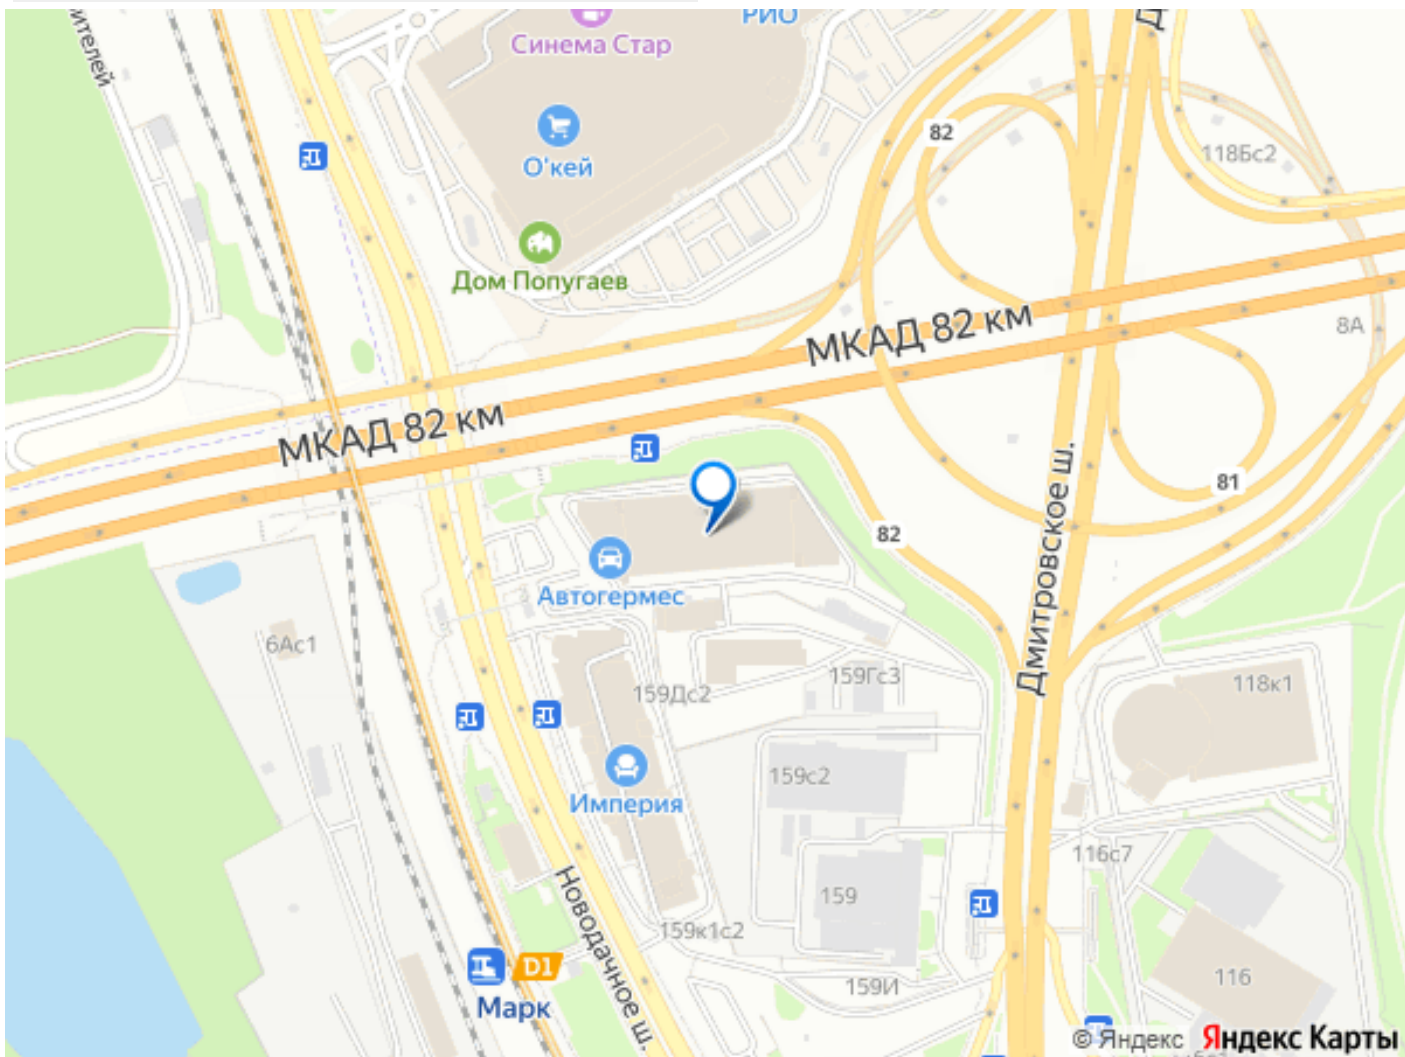 РИО
Синема Стар
82
118Бс2
О'кей
Дом Попугаев
МКАД 82 км
8А
МКАД 82 км
81
82
Дмитровское ш.
Автогермес
6Ас1
159Гс3
118к1
159Дс2
159с2
Империя
116с7
159
Новодачное ш.
159к1с2
D1
116
159И
Марк
© Яндекс Яндекс Карты